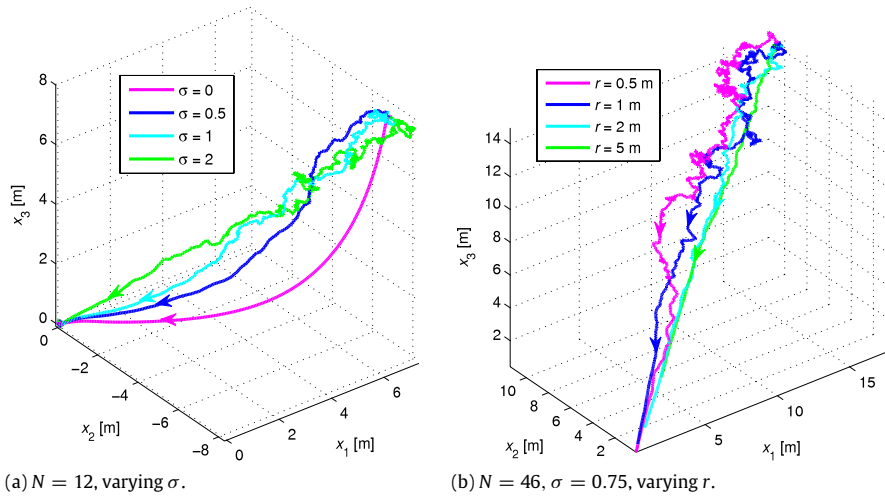 8
6
4
2
0
x3 [m]
σ = 0
σ = 0.5
σ = 1
σ = 2
0
−2
−4
−6
−8
x2 [m]
0
2
4
6
x1 [m]
(a) N = 12, varying σ.
14
12
10
8
6
4
2
x3 [m]
r = 0.5 m
r = 1 m
r = 2 m
r = 5 m
10
8
6
4
2
x2 [m]
5
10
15
x1 [m]
(b) N = 46, σ = 0.75, varying r.